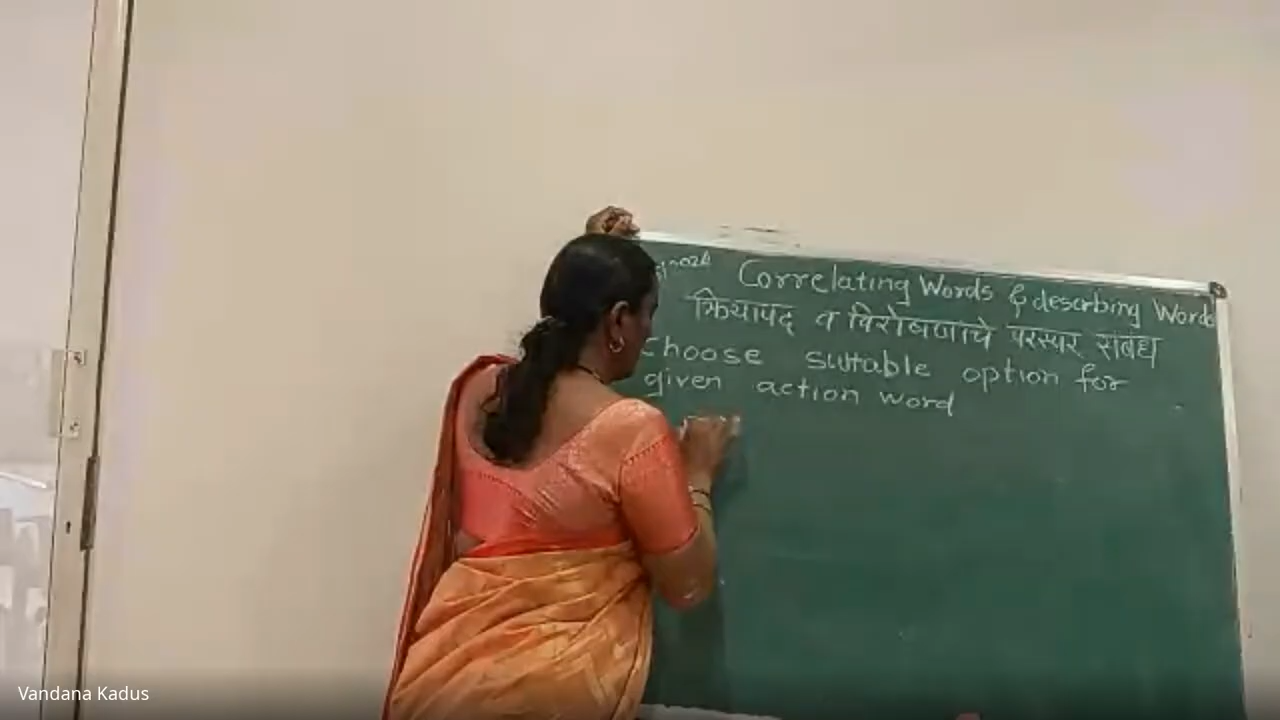 Correlating Words & describing Words
क्रियापद व विशेषणांचे परस्पर संबंध
Choose suitable option for
given action word
Vandana Kadus